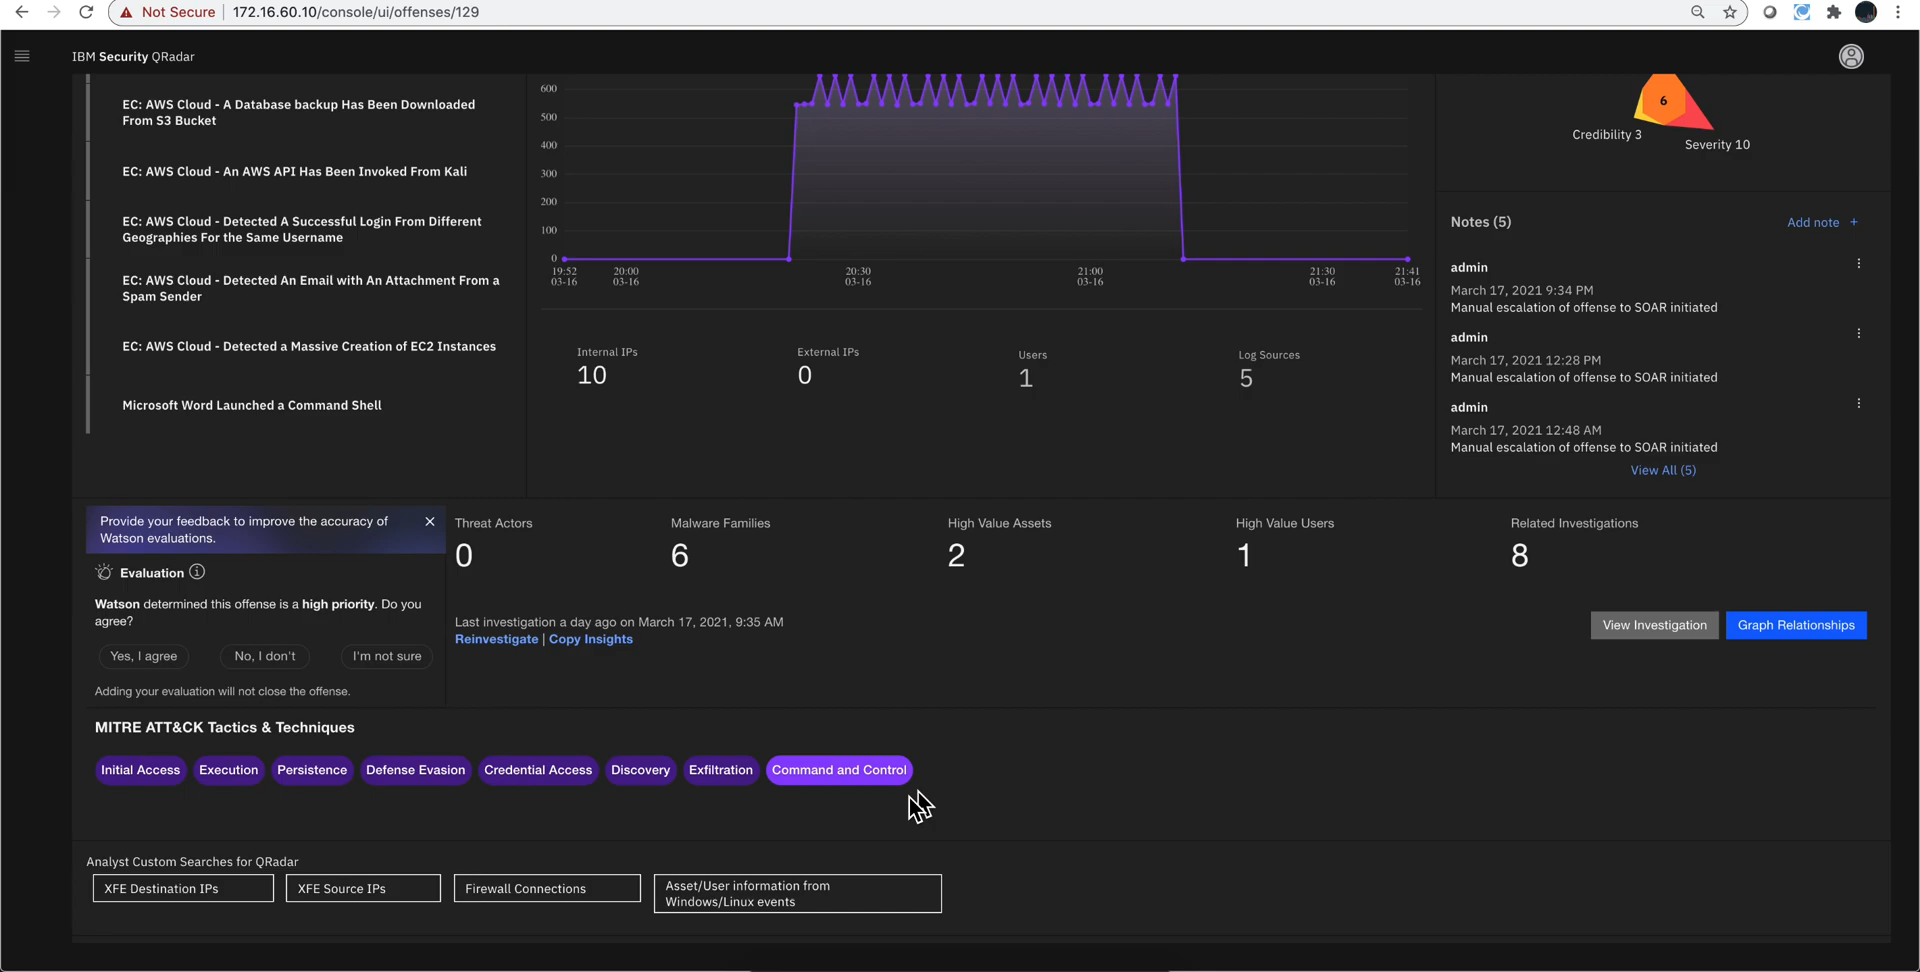 Not Secure
172.16.60.10/console/ui/offenses/129
IBM Security QRadar
EC: AWS Cloud - A Database backup Has Been Downloaded
From S3 Bucket
EC: AWS Cloud - An AWS API Has Been Invoked From Kali
EC: AWS Cloud - Detected A Successful Login From Different
Geographies For the Same Username
EC: AWS Cloud - Detected An Email with An Attachment From a
Spam Sender
EC: AWS Cloud - Detected a Massive Creation of EC2 Instances
Microsoft Word Launched a Command Shell
600
500
400
300
200
100
0
19:52 20:00 20:30 21:00 21:30 21:41
03-16 03-16 03-16 03-16 03-16 03-16
Internal IPs
10
External IPs
0
Users
1
Log Sources
5
6
Credibility 3
Severity 10
Notes (5)
Add note +
admin
March 17, 2021 9:34 PM
Manual escalation of offense to SOAR initiated
admin
March 17, 2021 12:28 PM
Manual escalation of offense to SOAR initiated
admin
March 17, 2021 12:48 AM
Manual escalation of offense to SOAR initiated
View All (5)
Provide your feedback to improve the accuracy of
Watson evaluations.
Evaluation
Watson determined this offense is a high priority. Do you
agree?
Yes, I agree
No, I don't
I'm not sure
Adding your evaluation will not close the offense.
Threat Actors
0
Malware Families
6
High Value Assets
2
High Value Users
1
Related Investigations
8
Last investigation a day ago on March 17, 2021, 9:35 AM
Reinvestigate | Copy Insights
View Investigation
Graph Relationships
MITRE ATT&CK Tactics & Techniques
Initial Access
Execution
Persistence
Defense Evasion
Credential Access
Discovery
Exfiltration
Command and Control
Analyst Custom Searches for QRadar
XFE Destination IPs
XFE Source IPs
Firewall Connections
Asset/User information from
Windows/Linux events